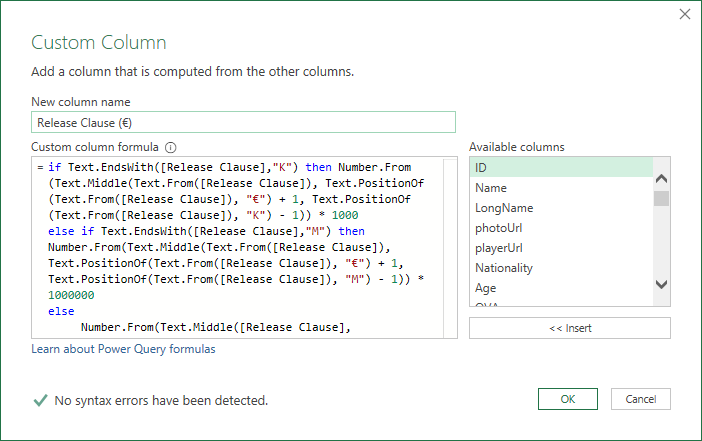 Custom Column
Add a column that is computed from the other columns.
New column name
Release Clause (€)
Custom column formula
Available columns
= if Text.EndsWith([Release Clause],"K") then Number.From
(Text.Middle(Text.From([Release Clause]), Text.PositionOf
(Text.From([Release Clause]), "€") + 1, Text.PositionOf
(Text.From([Release Clause]), "K") - 1)) * 1000
else if Text.EndsWith([Release Clause],"M") then
Number.From(Text.Middle(Text.From([Release Clause]),
Text.PositionOf(Text.From([Release Clause]), "€") + 1,
Text.PositionOf(Text.From([Release Clause]), "M") - 1)) *
1000000
else
Number.From(Text.Middle([Release Clause],
ID
Name
LongName
photoUrl
playerUrl
Nationality
Age
<< Insert
Learn about Power Query formulas
No syntax errors have been detected.
OK
Cancel